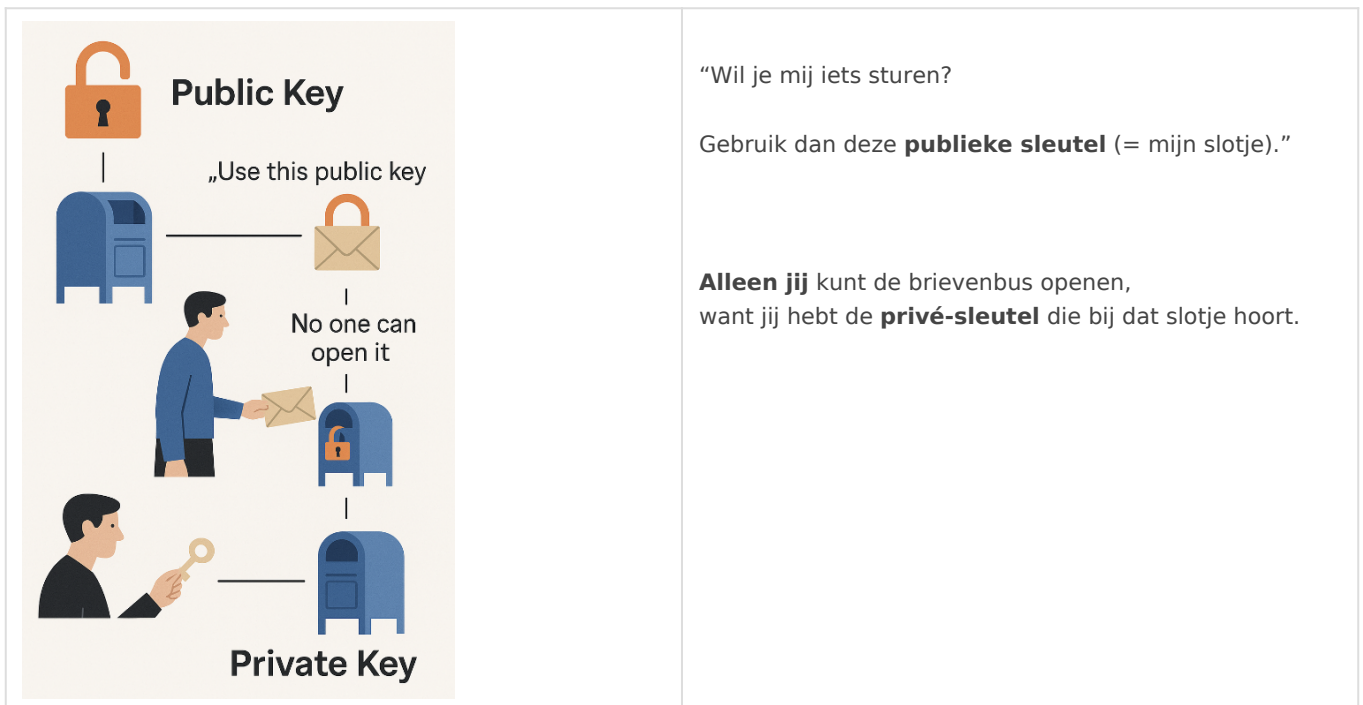 Public Key
„Use this public key
No one can
open it
Private Key
“Wil je mij iets sturen?
Gebruik dan deze publieke sleutel (= mijn slotje).”
Alleen jij kunt de brievenbus openen,
want jij hebt de privé-sleutel die bij dat slotje hoort.